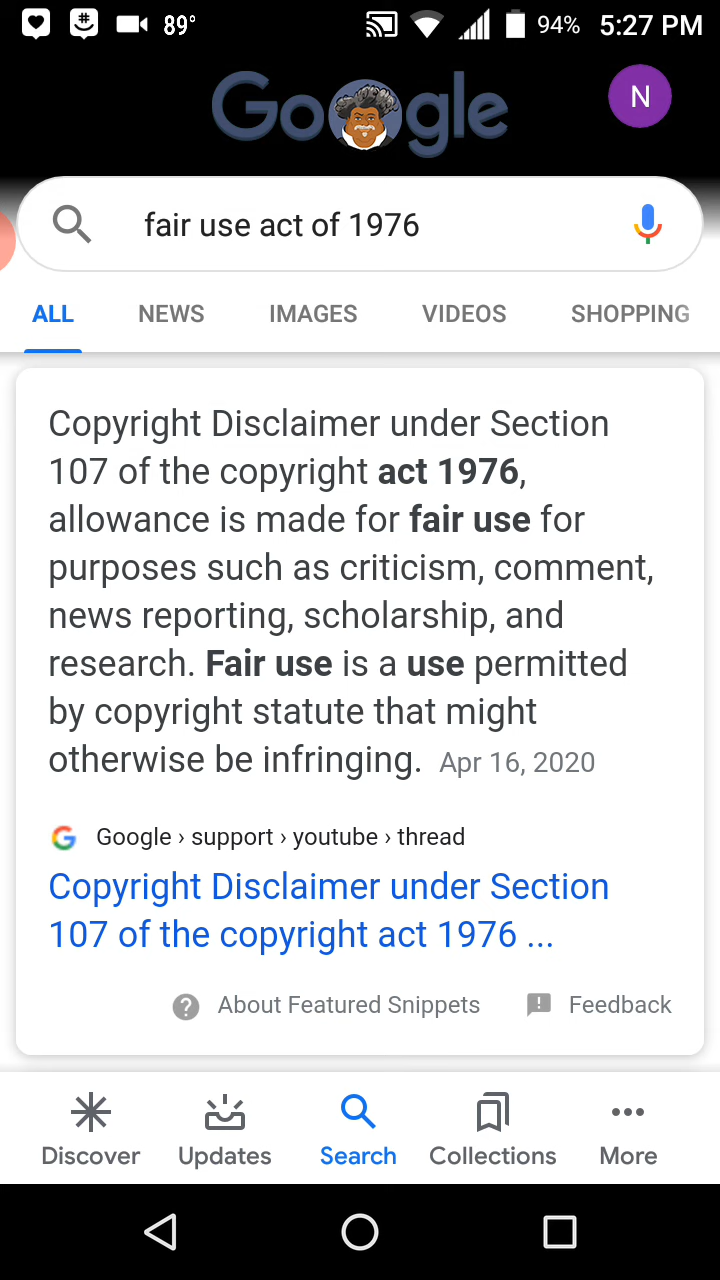 89° 94% 5:27 PM
Google
N
fair use act of 1976
ALL NEWS IMAGES VIDEOS SHOPPING
Copyright Disclaimer under Section
107 of the copyright act 1976,
allowance is made for fair use for
purposes such as criticism, comment,
news reporting, scholarship, and
research. Fair use is a use permitted
by copyright statute that might
otherwise be infringing. Apr 16, 2020
G Google › support › youtube › thread
Copyright Disclaimer under Section
107 of the copyright act 1976 ...
? About Featured Snippets ! Feedback
Discover Updates Search Collections More